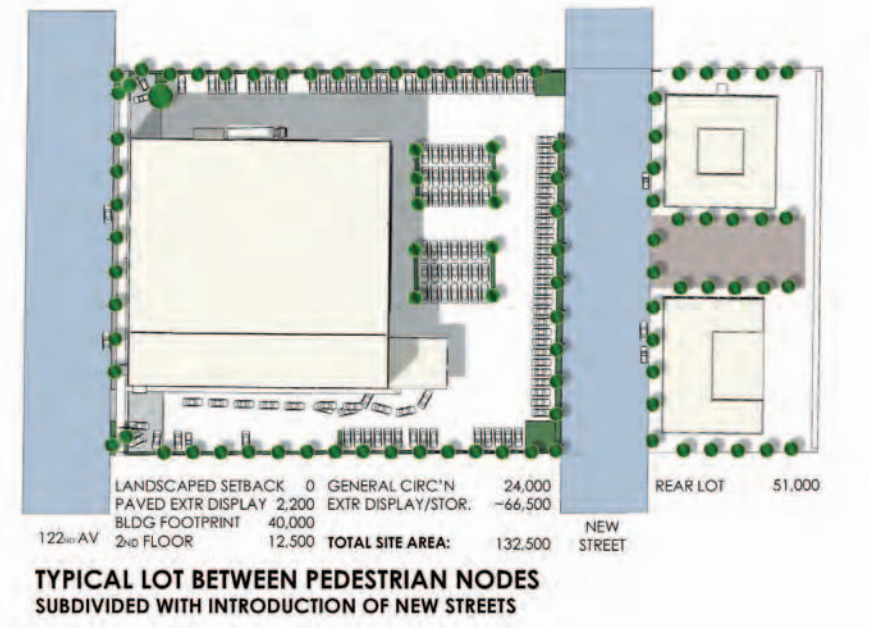 LANDSCAPED SETBACK 0 GENERAL CIRC'N 24,000
PAVED EXTR DISPLAY 2,200 EXTR DISPLAY/STOR. ~66,500
BLDG FOOTPRINT 40,000
2ND FLOOR 12,500 TOTAL SITE AREA: 132,500
REAR LOT 51,000
122ND AV
NEW
STREET
TYPICAL LOT BETWEEN PEDESTRIAN NODES
SUBDIVIDED WITH INTRODUCTION OF NEW STREETS